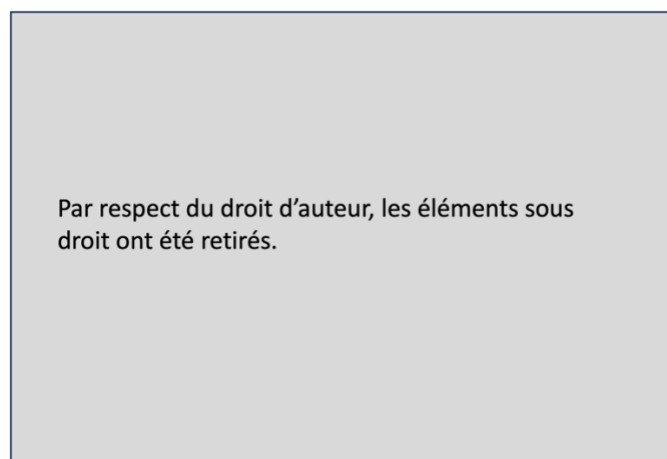 Par respect du droit d’auteur, les éléments sous
droit ont été retirés.